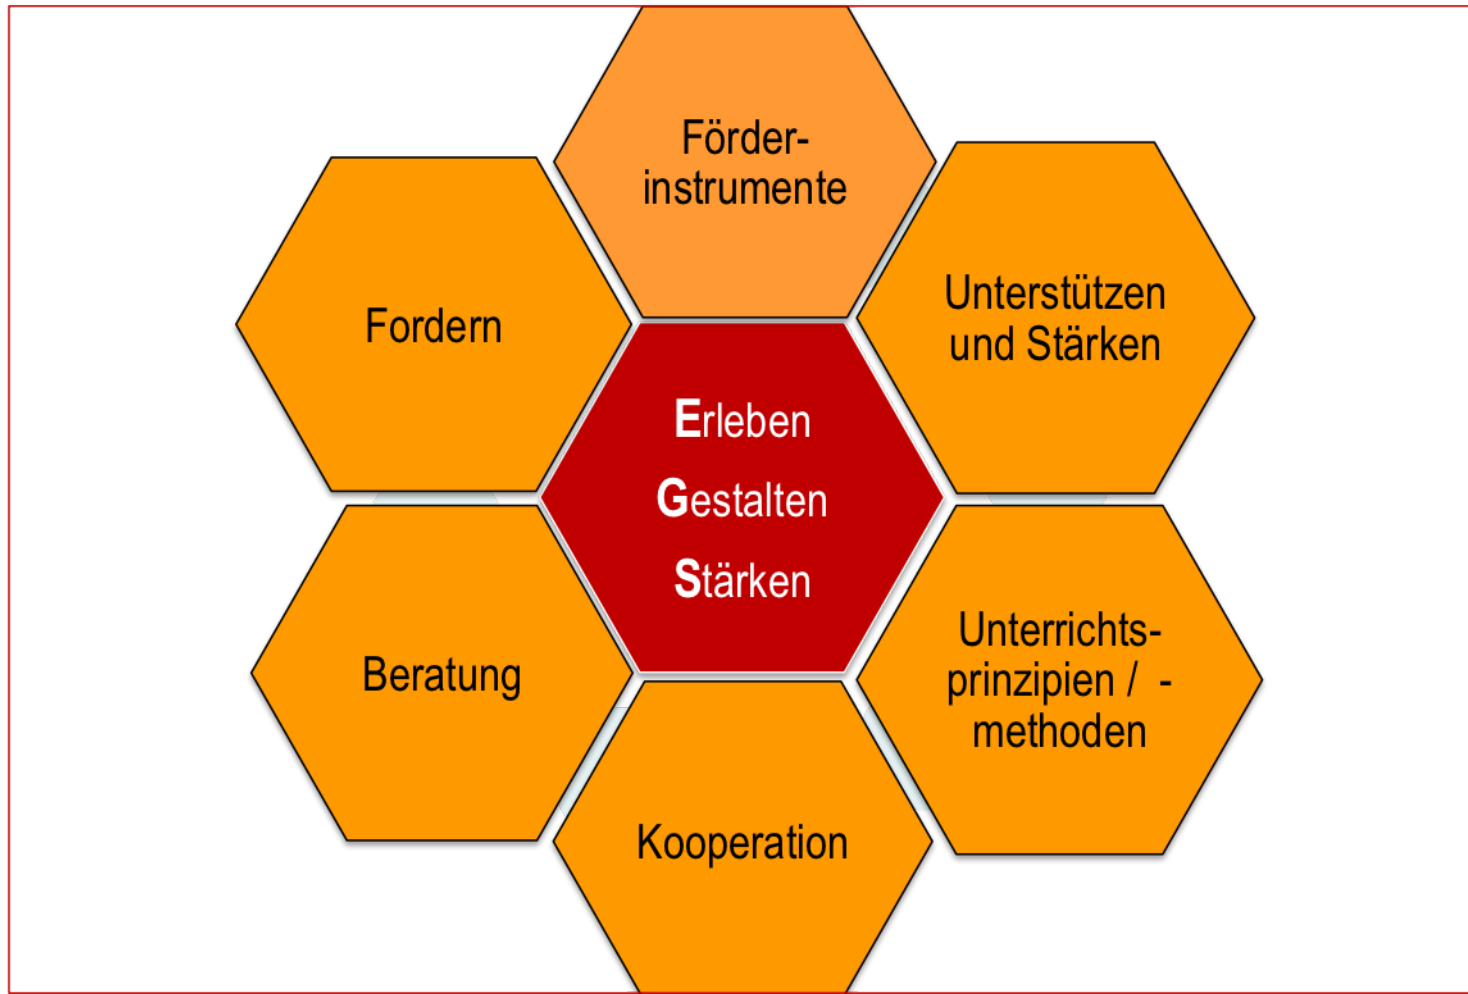 Förder-
instrumente
Unterstützen
und Stärken
Fordern
Erleben
Gestalten
Stärken
Unterrichts-
prinzipien / -
methoden
Beratung
Kooperation